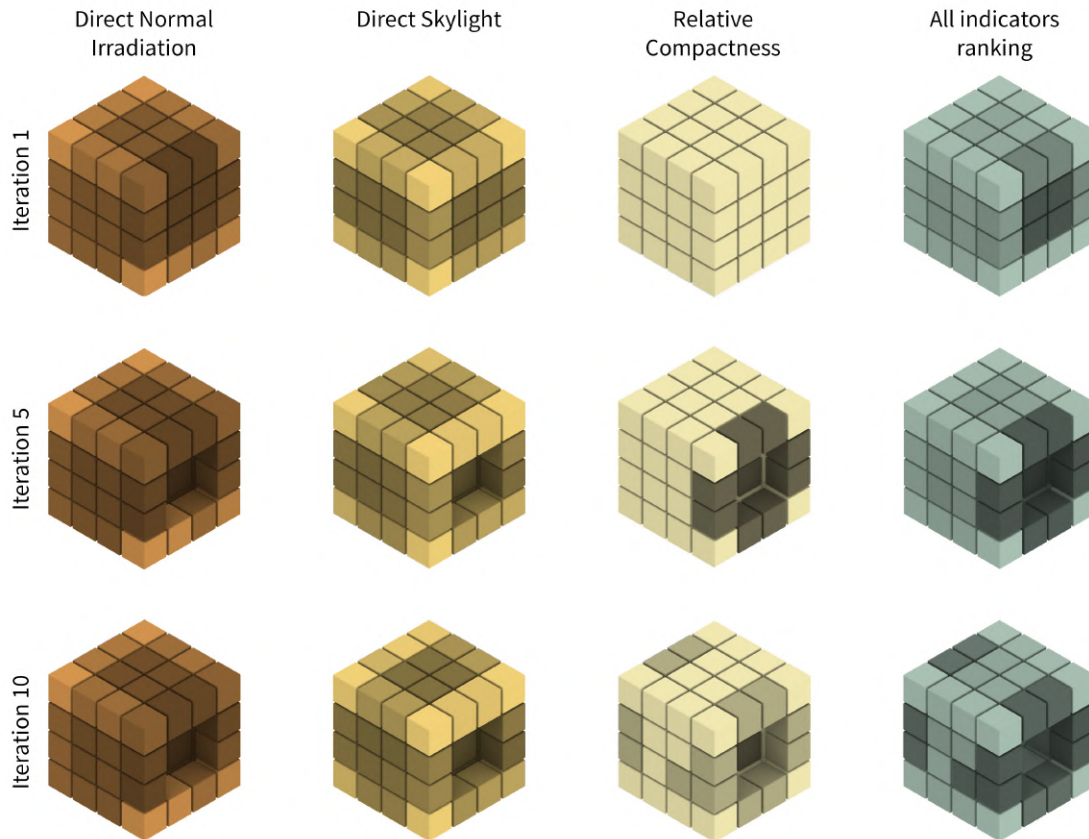 Direct Normal
Irradiation
Direct Skylight
Relative
Compactness
All indicators
ranking
Iteration 1
Iteration 5
Iteration 10